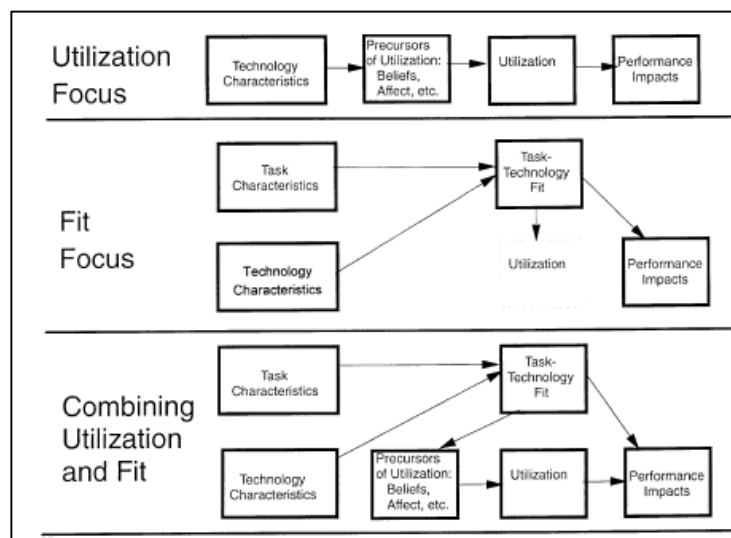 Utilization
Focus
Technology
Characteristics
Precursors
of Utilization:
Beliefs,
Affect, etc.
Utilization
Performance
Impacts
Fit
Focus
Task
Characteristics
Task-
Technology
Fit
Technology
Characteristics
Utilization
Performance
Impacts
Combining
Utilization
and Fit
Task
Characteristics
Task-
Technology
Fit
Technology
Characteristics
Precursors
of Utilization:
Beliefs,
Affect, etc.
Utilization
Performance
Impacts